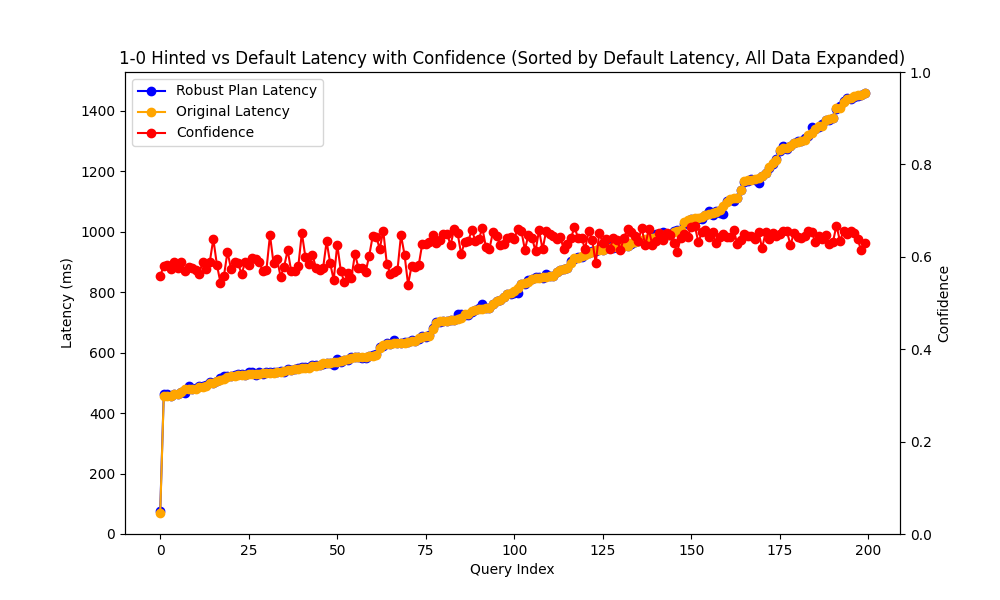 1-0 Hinted vs Default Latency with Confidence (Sorted by Default Latency, All Data Expanded)
Robust Plan Latency
Original Latency
Confidence
Latency (ms)
1400
1200
1000
800
600
400
200
0
1.0
0.8
0.6
0.4
0.2
0.0
Confidence
0 25 50 75 100 125 150 175 200
Query Index